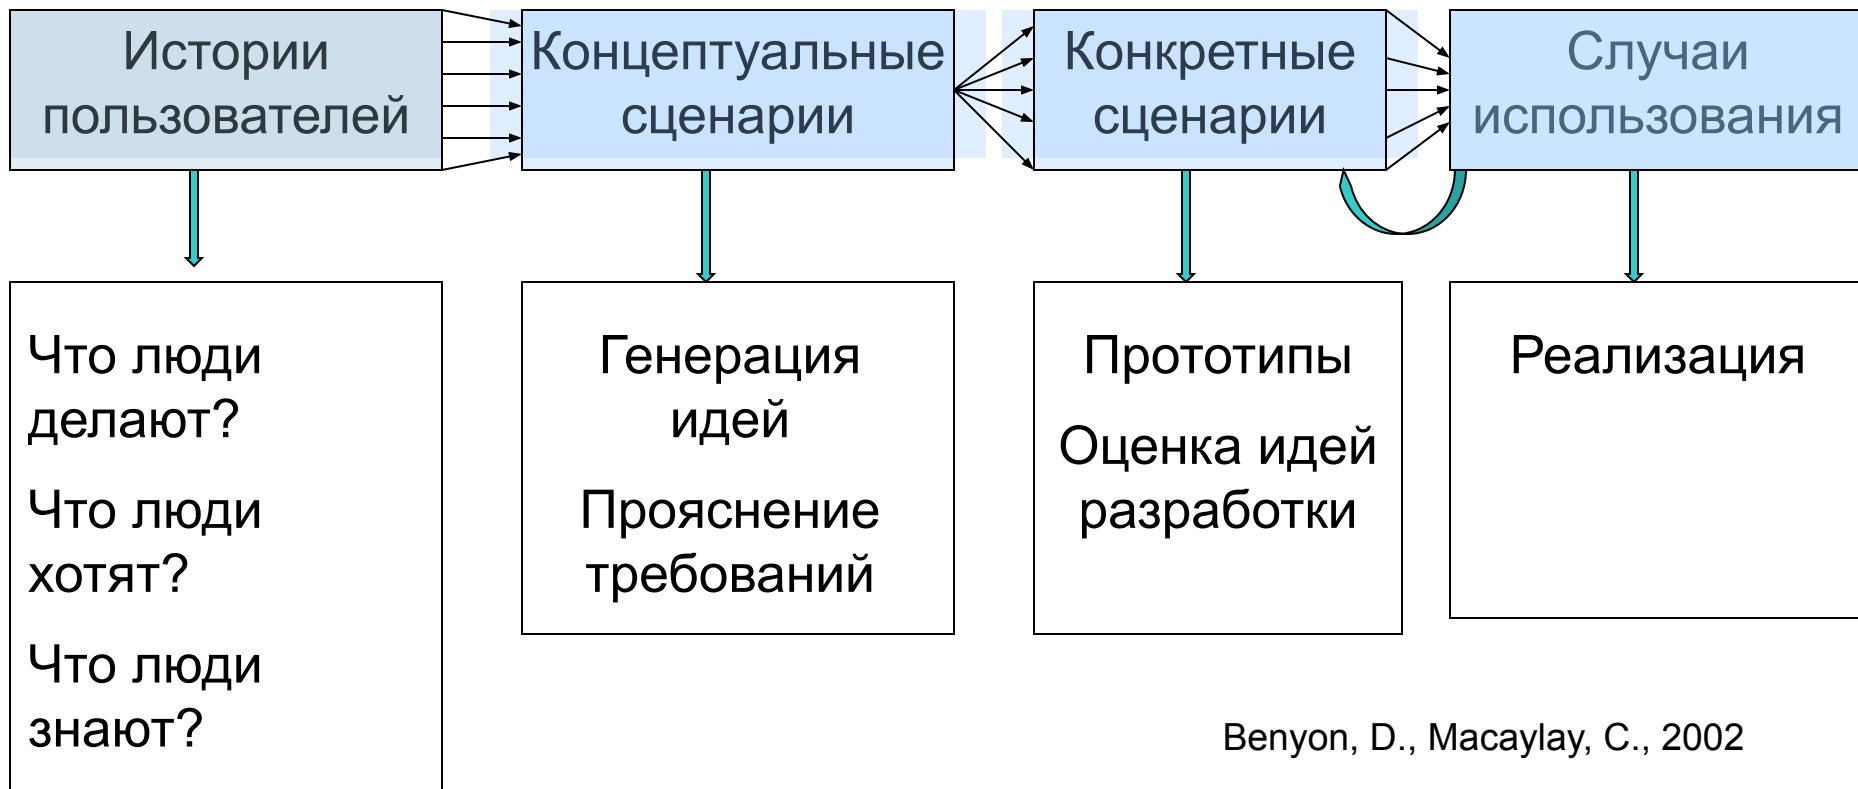 Истории
пользователей
Концептуальные
сценарии
Конкретные
сценарии
Случаи
использования
Что люди
делают?
Что люди
хотят?
Что люди
знают?
Генерация
идей
Прояснение
требований
Прототипы
Оценка идей
разработки
Реализация
Benyon, D., Macaylay, C., 2002